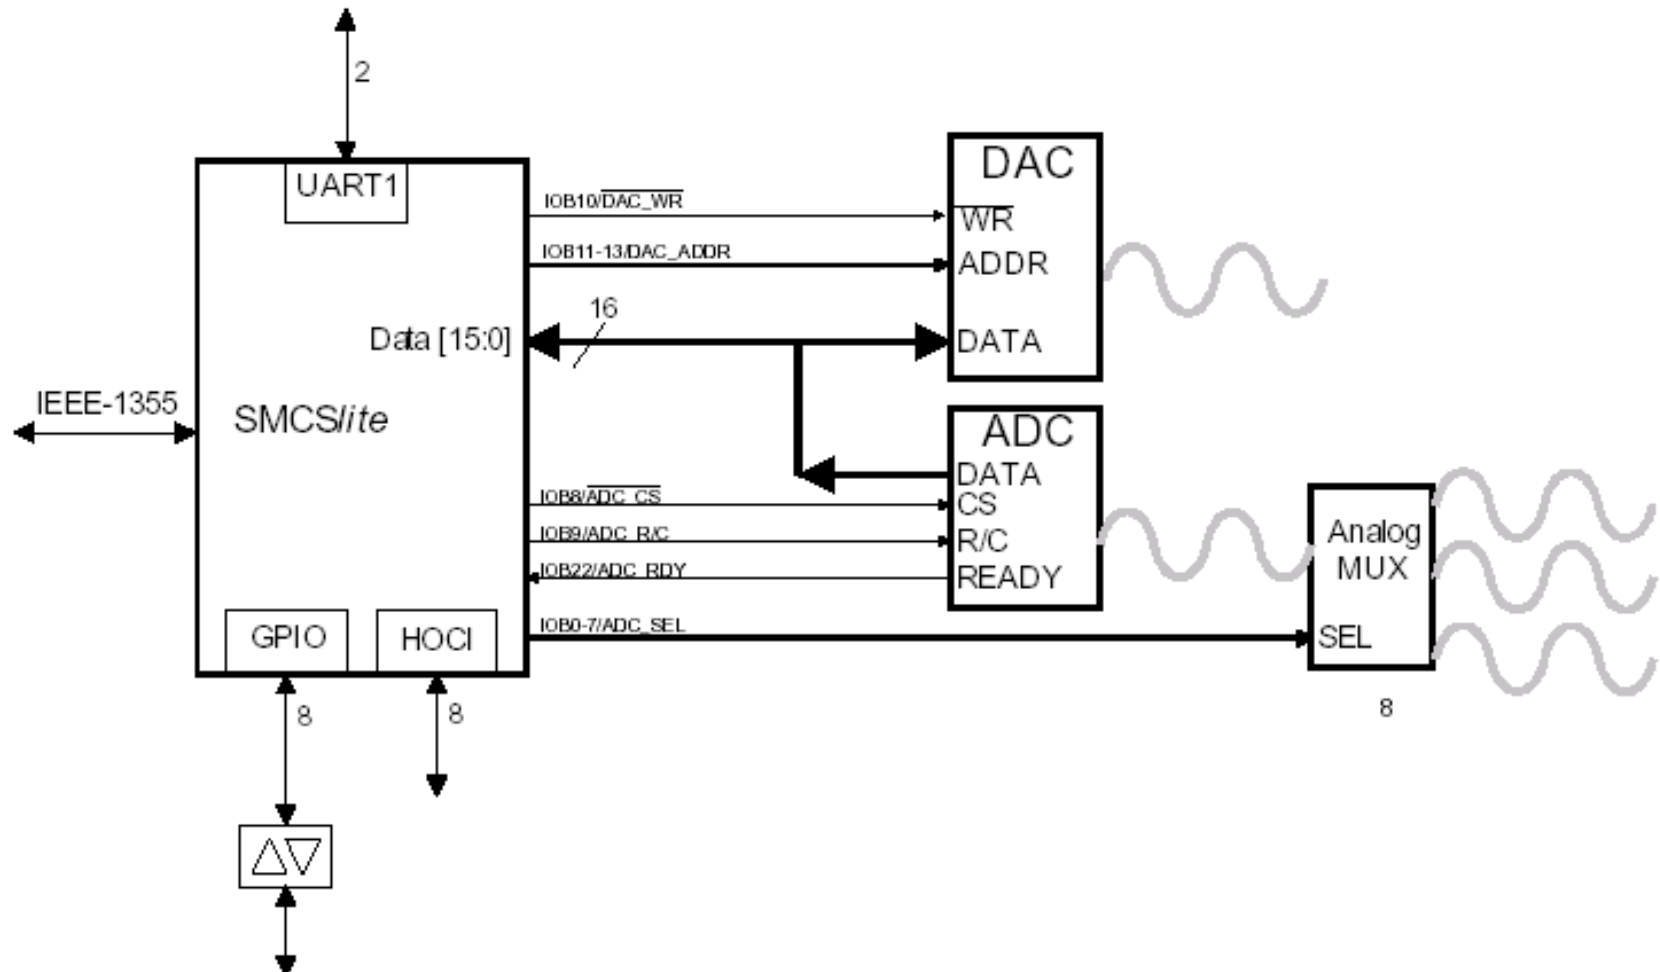 2
UART1
IOB10/DAC_WR
IOB11-13/DAC_ADDR
16
Data [15:0]
IEEE-1355
SMCSlite
DAC
WR
ADDR
DATA
ADC
DATA
CS
R/C
READY
IOB8/ADC_CS
IOB9/ADC_R/C
IOB22/ADC_RDY
IOB0-7/ADC_SEL
Analog
MUX
SEL
8
GPIO
HOCI
8
8